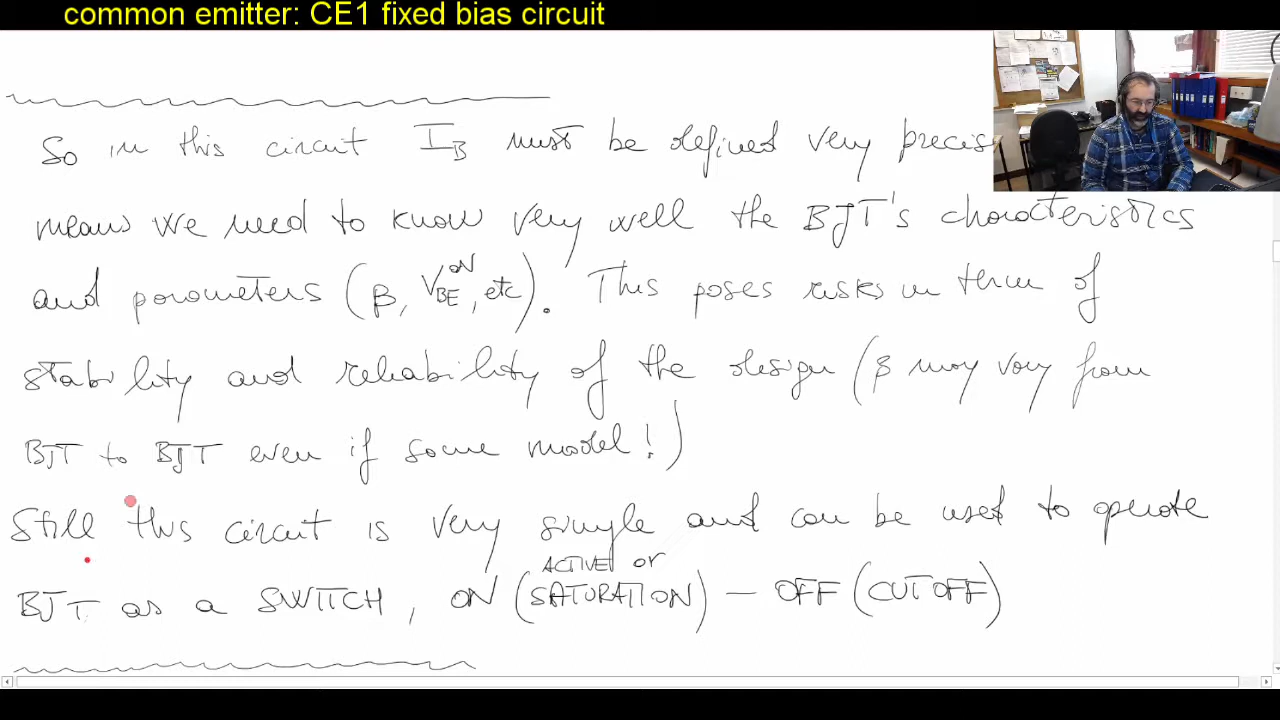 common emitter: CE1 fixed bias circuit
So in this circuit I_B must be defined very precis
means we need to know very well the BJT's characteristics
and parameters (β, V_BE^ON, etc). This poses risks in term of
stability and reliability of the design (β may vary from
BJT to BJT even if same model!)
Still this circuit is very simple and can be used to operate
ACTIVE or
BJT as a SWITCH, ON (SATURATION) – OFF (CUTOFF)